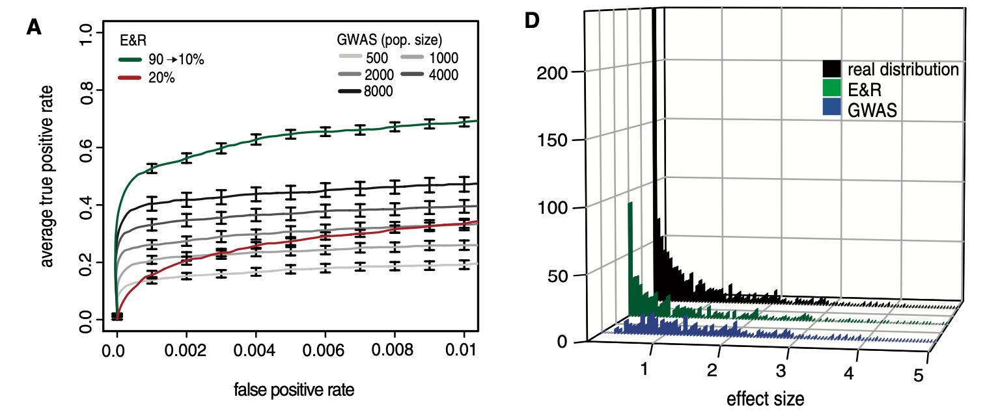 A
E&R
90 →10%
20%
GWAS (pop. size)
500
1000
2000
4000
8000
average true positive rate
1.0
0.8
0.6
0.4
0.2
0.0
0.0
0.002
0.004
0.006
0.008
0.01
false positive rate
D
real distribution
E&R
GWAS
200
150
100
50
0
1
2
3
4
5
effect size